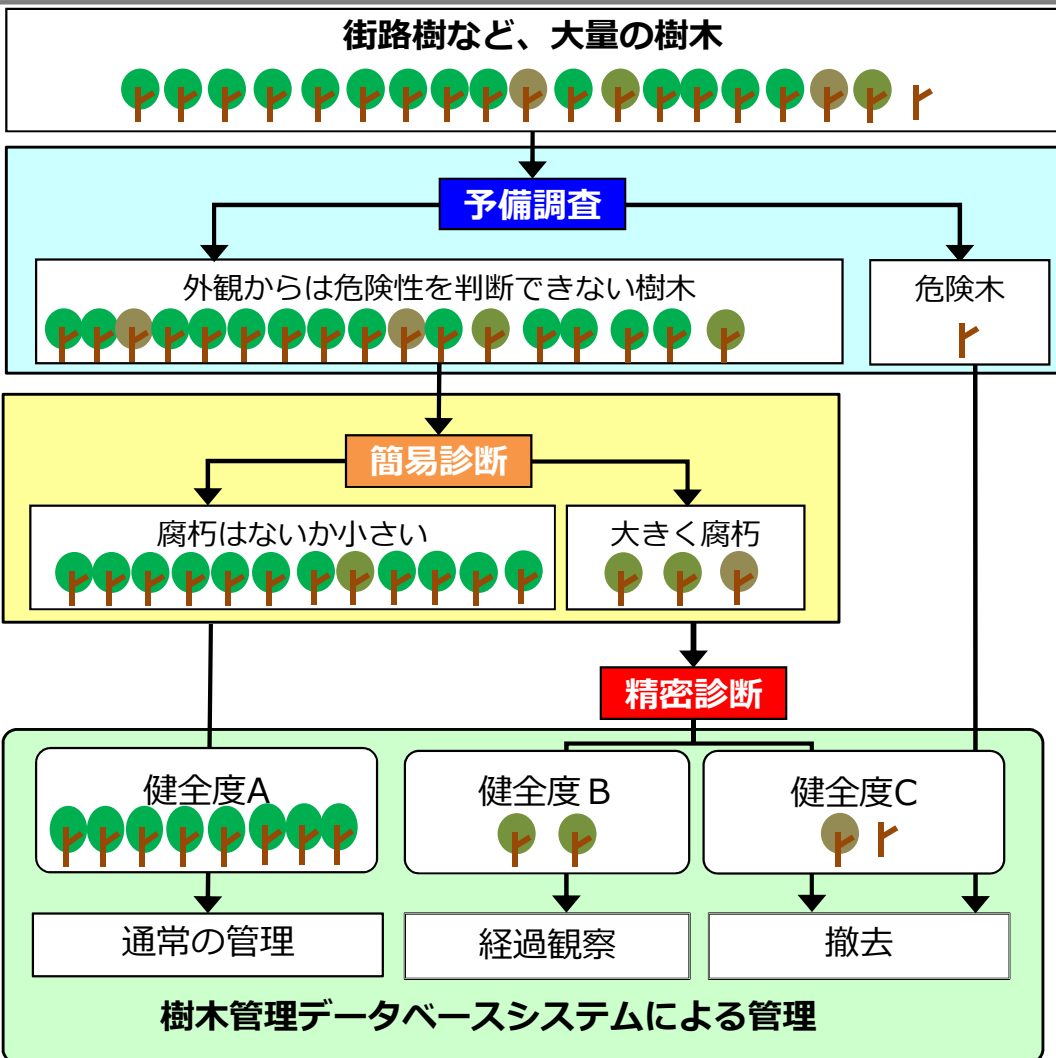 街路樹など、大量の樹木
予備調査
外観からは危険性を判断できない樹木
危険木
簡易診断
腐朽はないか小さい
大きく腐朽
精密診断
健全度A
健全度B
健全度C
通常の管理
経過観察
撤去
樹木管理データベースシステムによる管理